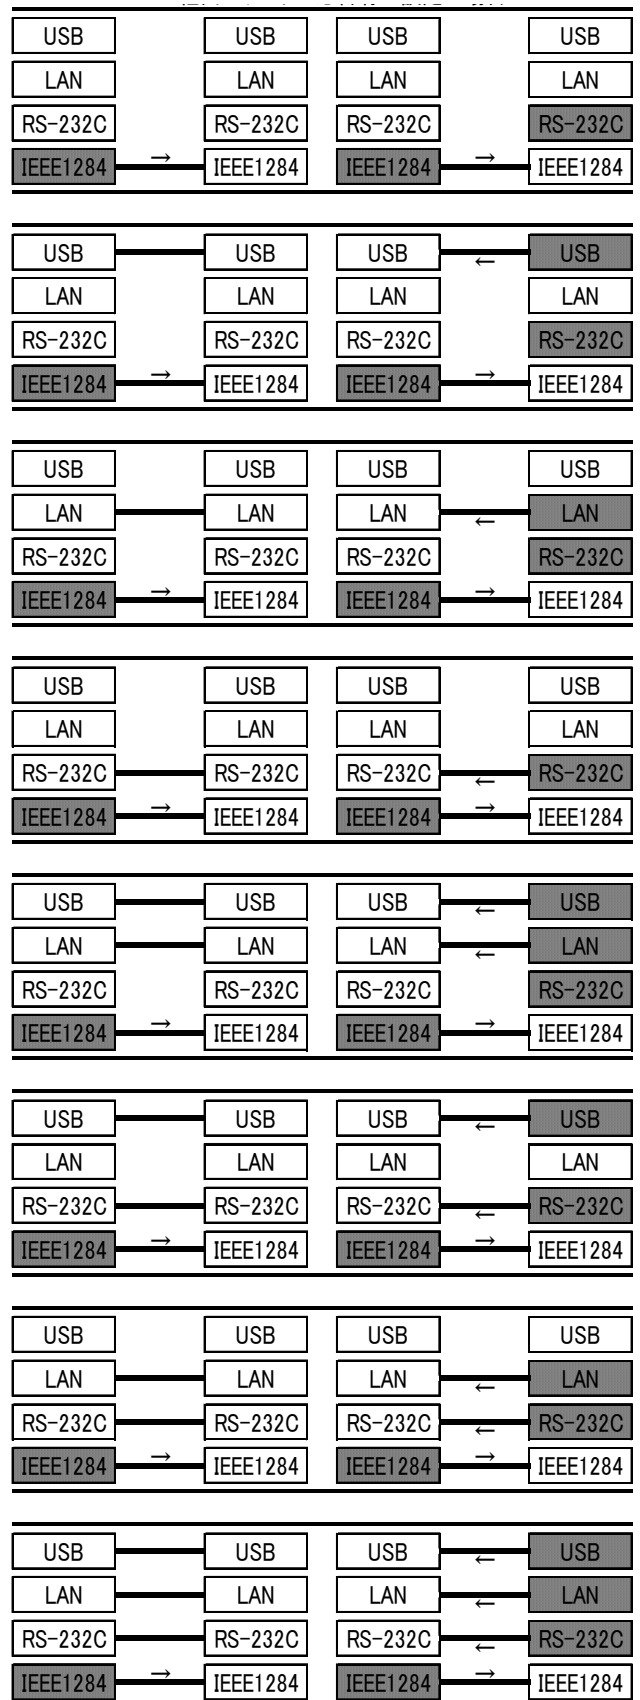 USB USB USB USB
LAN LAN LAN LAN
RS-232C RS-232C RS-232C RS-232C
IEEE1284 → IEEE1284 IEEE1284 → IEEE1284
USB USB USB ← USB
LAN LAN LAN LAN
RS-232C RS-232C RS-232C RS-232C
IEEE1284 → IEEE1284 IEEE1284 → IEEE1284
USB USB USB USB
LAN LAN LAN ← LAN
RS-232C RS-232C RS-232C RS-232C
IEEE1284 → IEEE1284 IEEE1284 → IEEE1284
USB USB USB USB
LAN LAN LAN LAN
RS-232C RS-232C RS-232C ← RS-232C
IEEE1284 → IEEE1284 IEEE1284 → IEEE1284
USB USB USB ← USB
LAN LAN LAN ← LAN
RS-232C RS-232C RS-232C RS-232C
IEEE1284 → IEEE1284 IEEE1284 → IEEE1284
USB USB USB ← USB
LAN LAN LAN LAN
RS-232C RS-232C RS-232C ← RS-232C
IEEE1284 → IEEE1284 IEEE1284 → IEEE1284
USB USB USB USB
LAN LAN LAN ← LAN
RS-232C RS-232C RS-232C ← RS-232C
IEEE1284 → IEEE1284 IEEE1284 → IEEE1284
USB USB USB ← USB
LAN LAN LAN ← LAN
RS-232C RS-232C RS-232C ← RS-232C
IEEE1284 → IEEE1284 IEEE1284 → IEEE1284